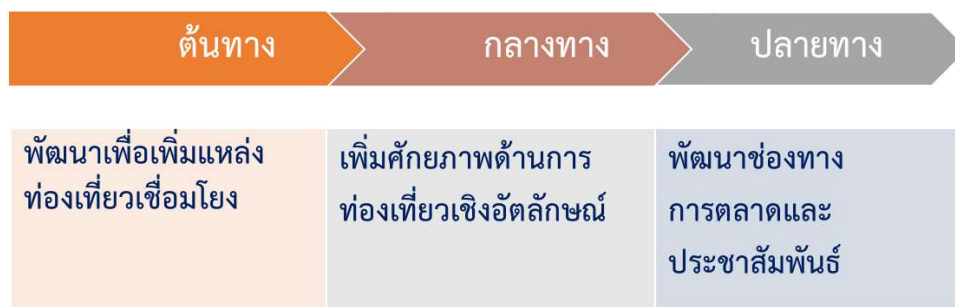 ต้นทาง
กลางทาง
ปลายทาง
พัฒนาเพื่อเพิ่มแหล่ง
ท่องเที่ยวเชื่อมโยง
เพิ่มศักยภาพด้านการ
ท่องเที่ยวเชิงอัตลักษณ์
พัฒนาช่องทาง
การตลาดและ
ประชาสัมพันธ์